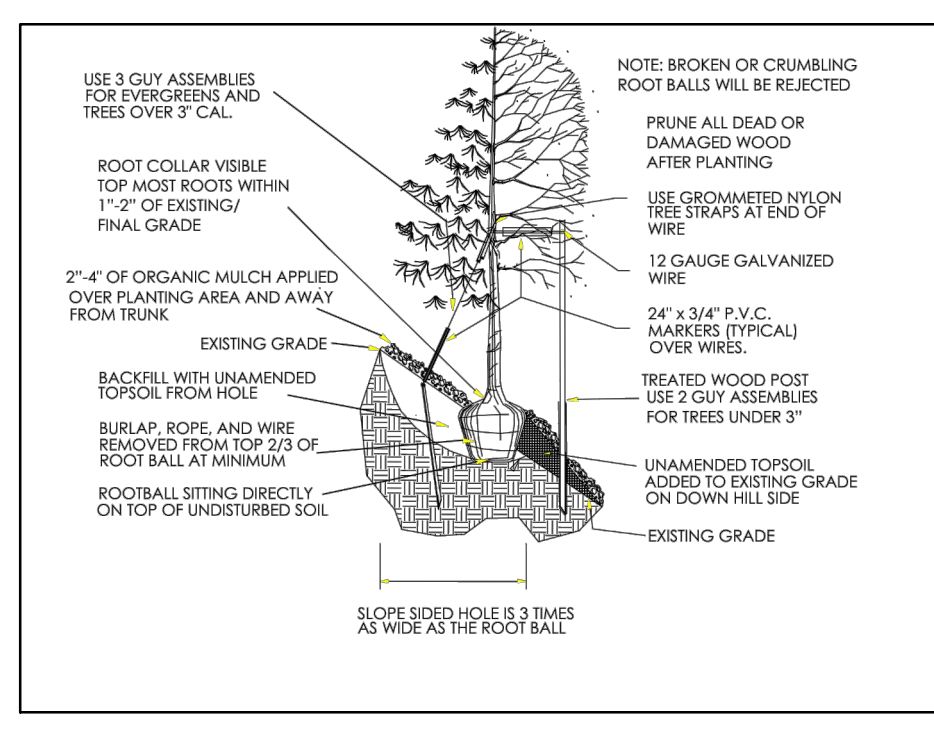 USE 3 GUY ASSEMBLIES
FOR EVERGREENS AND
TREES OVER 3" CAL.
ROOT COLLAR VISIBLE
TOP MOST ROOTS WITHIN
1"-2" OF EXISTING/
FINAL GRADE
2"-4" OF ORGANIC MULCH APPLIED
OVER PLANTING AREA AND AWAY
FROM TRUNK
EXISTING GRADE
BACKFILL WITH UNAMENDED
TOPSOIL FROM HOLE
BURLAP, ROPE, AND WIRE
REMOVED FROM TOP 2/3 OF
ROOT BALL AT MINIMUM
ROOTBALL SITTING DIRECTLY
ON TOP OF UNDISTURBED SOIL
NOTE: BROKEN OR CRUMBLING
ROOT BALLS WILL BE REJECTED
PRUNE ALL DEAD OR
DAMAGED WOOD
AFTER PLANTING
USE GROMMETED NYLON
TREE STRAPS AT END OF
WIRE
12 GAUGE GALVANIZED
WIRE
24" x 3/4" P.V.C.
MARKERS (TYPICAL)
OVER WIRES.
TREATED WOOD POST
USE 2 GUY ASSEMBLIES
FOR TREES UNDER 3"
UNAMENDED TOPSOIL
ADDED TO EXISTING GRADE
ON DOWN HILL SIDE
EXISTING GRADE
SLOPE SIDED HOLE IS 3 TIMES
AS WIDE AS THE ROOT BALL